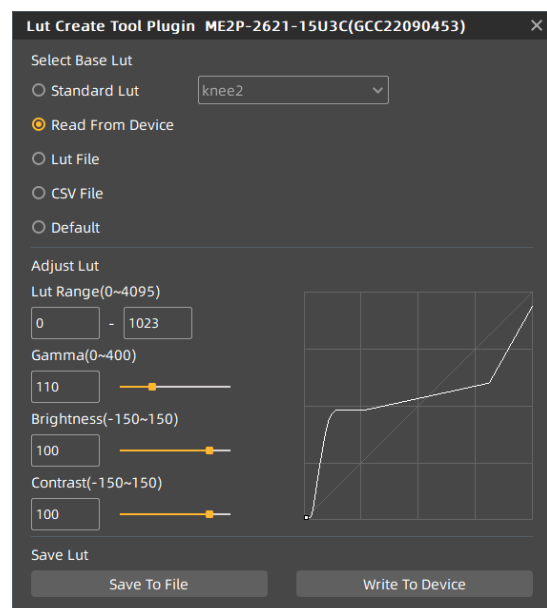 Lut Create Tool Plugin ME2P-2621-15U3C(GCC22090453)
Select Base Lut
Standard Lut knee2
Read From Device
Lut File
CSV File
Default
Adjust Lut
Lut Range(0~4095)
0 - 1023
Gamma(0~400)
110
Brightness(-150~150)
100
Contrast(-150~150)
100
Save Lut
Save To File Write To Device